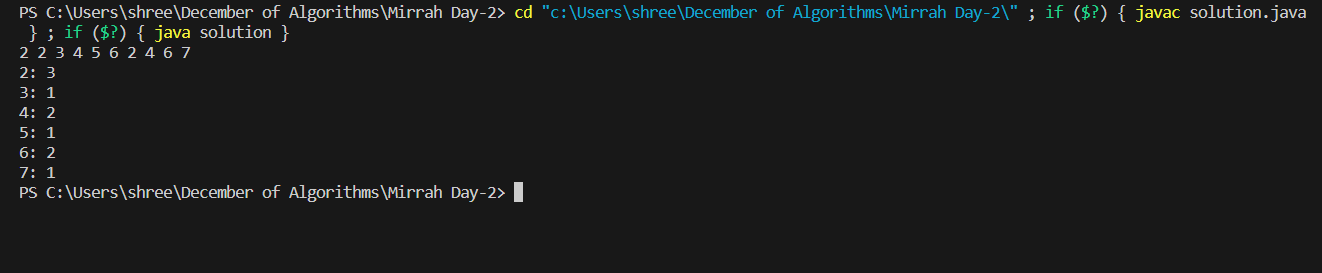 PS C:\Users\shree\December of Algorithms\Mirrah Day-2> cd "c:\Users\shree\December of Algorithms\Mirrah Day-2\" ; if ($?) { javac solution.java
 } ; if ($?) { java solution }
2 2 3 4 5 6 2 4 6 7
2: 3
3: 1
4: 2
5: 1
6: 2
7: 1
PS C:\Users\shree\December of Algorithms\Mirrah Day-2>